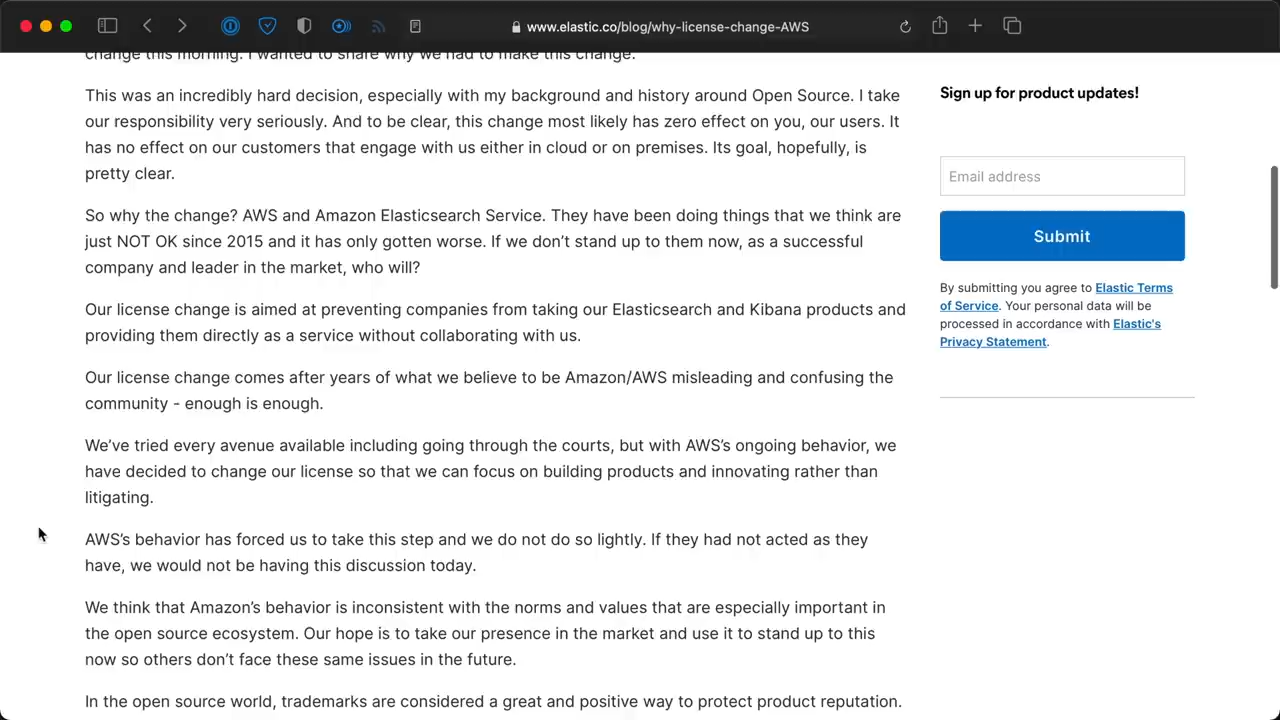 www.elastic.co/blog/why-license-change-AWS
change this morning. I wanted to share why we had to make this change.
This was an incredibly hard decision, especially with my background and history around Open Source. I take
our responsibility very seriously. And to be clear, this change most likely has zero effect on you, our users. It
has no effect on our customers that engage with us either in cloud or on premises. Its goal, hopefully, is
pretty clear.
So why the change? AWS and Amazon Elasticsearch Service. They have been doing things that we think are
just NOT OK since 2015 and it has only gotten worse. If we don’t stand up to them now, as a successful
company and leader in the market, who will?
Our license change is aimed at preventing companies from taking our Elasticsearch and Kibana products and
providing them directly as a service without collaborating with us.
Our license change comes after years of what we believe to be Amazon/AWS misleading and confusing the
community - enough is enough.
We’ve tried every avenue available including going through the courts, but with AWS’s ongoing behavior, we
have decided to change our license so that we can focus on building products and innovating rather than
litigating.
AWS’s behavior has forced us to take this step and we do not do so lightly. If they had not acted as they
have, we would not be having this discussion today.
We think that Amazon’s behavior is inconsistent with the norms and values that are especially important in
the open source ecosystem. Our hope is to take our presence in the market and use it to stand up to this
now so others don’t face these same issues in the future.
In the open source world, trademarks are considered a great and positive way to protect product reputation.
Sign up for product updates!
Email address
Submit
By submitting you agree to Elastic Terms
of Service. Your personal data will be
processed in accordance with Elastic's
Privacy Statement.